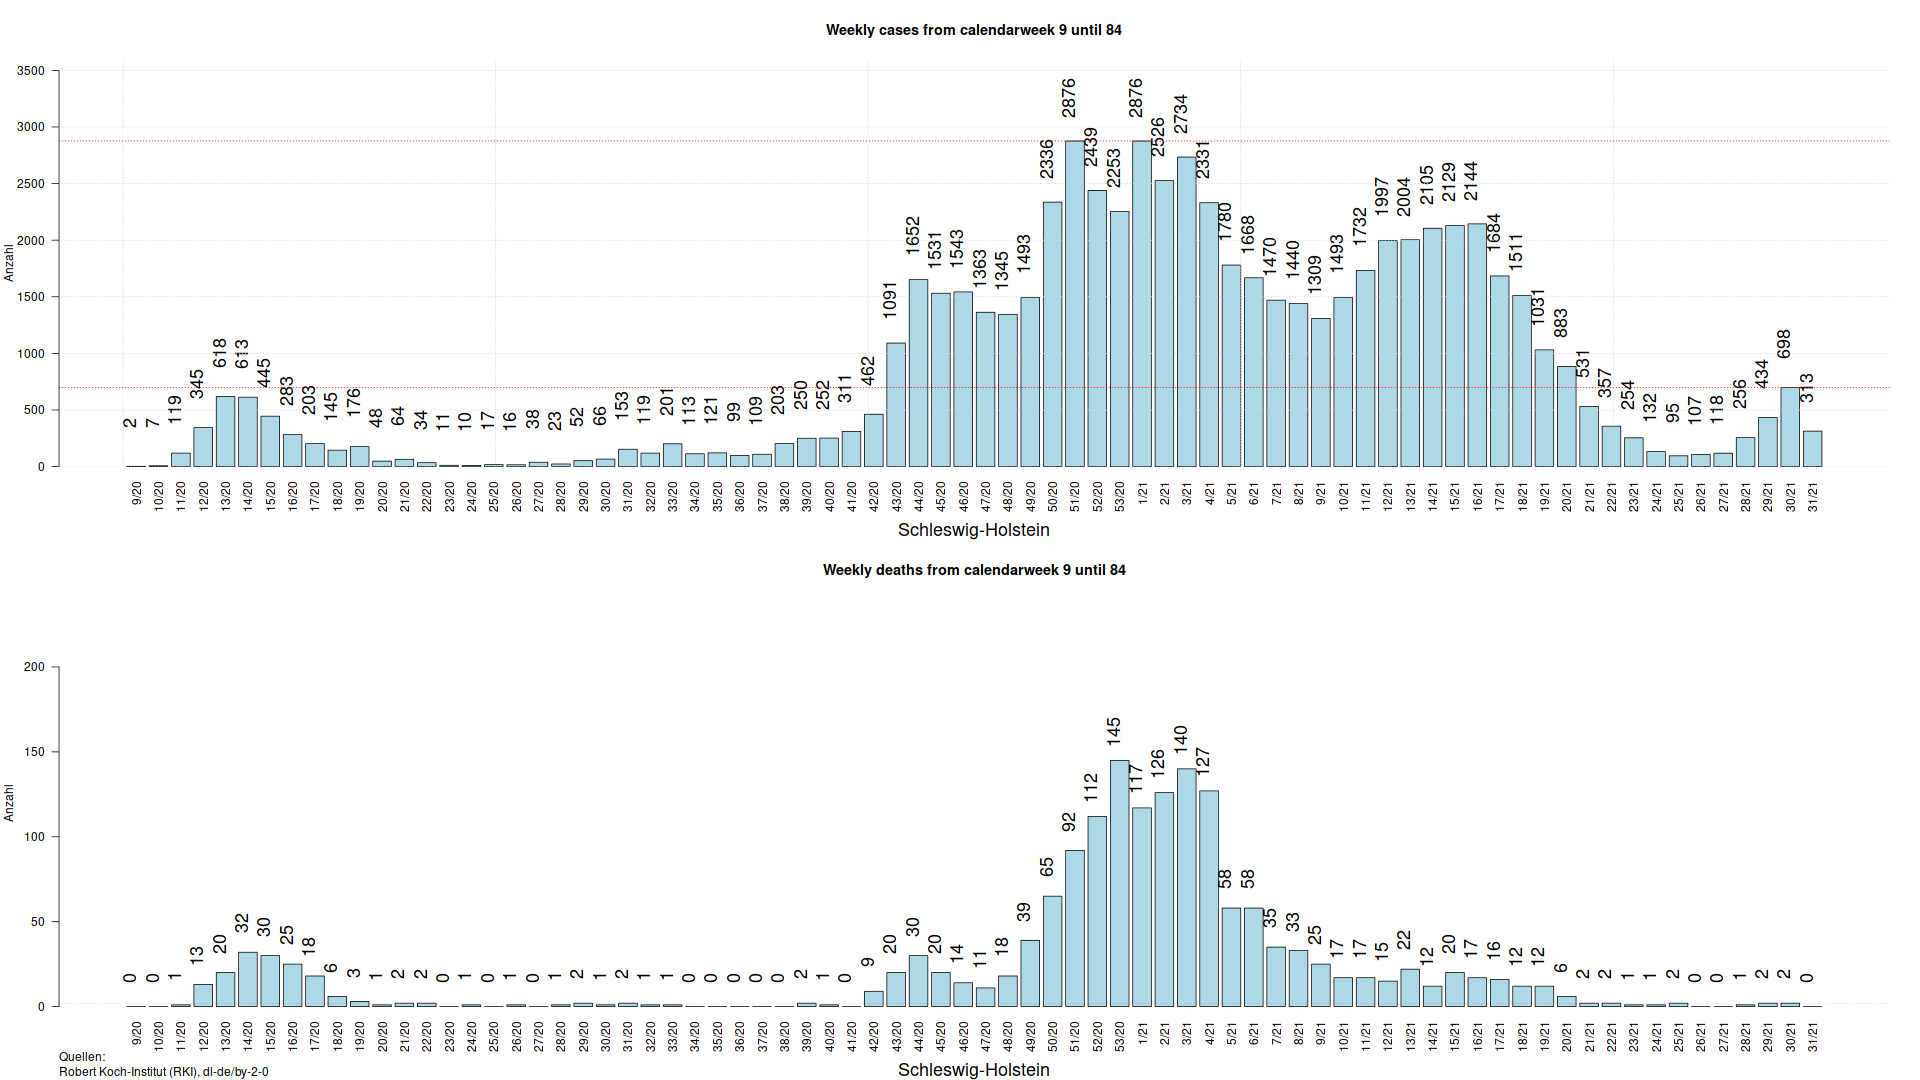 Weekly cases from calendarweek 9 until 84
Anzahl
3500
3000
2500
2000
1500
1000
500
0
2 7 119 345 618 613 445 283 203 145 176 48 64 34 11 10 17 16 38 23 52 66 153 119 201 113 121 99 109 203 250 252 311 462 1091 1652 1531 1543 1363 1345 1493 2336 2876 2439 2253 2876 2526 2734 2331 1780 1668 1470 1440 1309 1493 1732 1997 2004 2105 2129 2144 1684 1511 1031 883 531 357 254 132 95 107 118 256 434 698 313
9/20 10/20 11/20 12/20 13/20 14/20 15/20 16/20 17/20 18/20 19/20 20/20 21/20 22/20 23/20 24/20 25/20 26/20 27/20 28/20 29/20 30/20 31/20 32/20 33/20 34/20 35/20 36/20 37/20 38/20 39/20 40/20 41/20 42/20 43/20 44/20 45/20 46/20 47/20 48/20 49/20 50/20 51/20 52/20 53/20 1/21 2/21 3/21 4/21 5/21 6/21 7/21 8/21 9/21 10/21 11/21 12/21 13/21 14/21 15/21 16/21 17/21 18/21 19/21 20/21 21/21 22/21 23/21 24/21 25/21 26/21 27/21 28/21 29/21 30/21 31/21
Schleswig-Holstein
Weekly deaths from calendarweek 9 until 84
Anzahl
200
150
100
50
0
0 0 1 13 20 32 30 25 18 6 3 1 2 2 0 1 0 1 0 1 2 1 2 1 1 0 0 0 0 0 2 1 0 9 20 30 20 14 11 18 39 65 92 112 145 117 126 140 127 58 58 35 33 25 17 17 15 22 12 20 17 16 12 12 6 2 2 1 1 2 0 0 1 2 2 0
9/20 10/20 11/20 12/20 13/20 14/20 15/20 16/20 17/20 18/20 19/20 20/20 21/20 22/20 23/20 24/20 25/20 26/20 27/20 28/20 29/20 30/20 31/20 32/20 33/20 34/20 35/20 36/20 37/20 38/20 39/20 40/20 41/20 42/20 43/20 44/20 45/20 46/20 47/20 48/20 49/20 50/20 51/20 52/20 53/20 1/21 2/21 3/21 4/21 5/21 6/21 7/21 8/21 9/21 10/21 11/21 12/21 13/21 14/21 15/21 16/21 17/21 18/21 19/21 20/21 21/21 22/21 23/21 24/21 25/21 26/21 27/21 28/21 29/21 30/21 31/21
Schleswig-Holstein
Quellen:
Robert Koch-Institut (RKI), dl-de/by-2-0